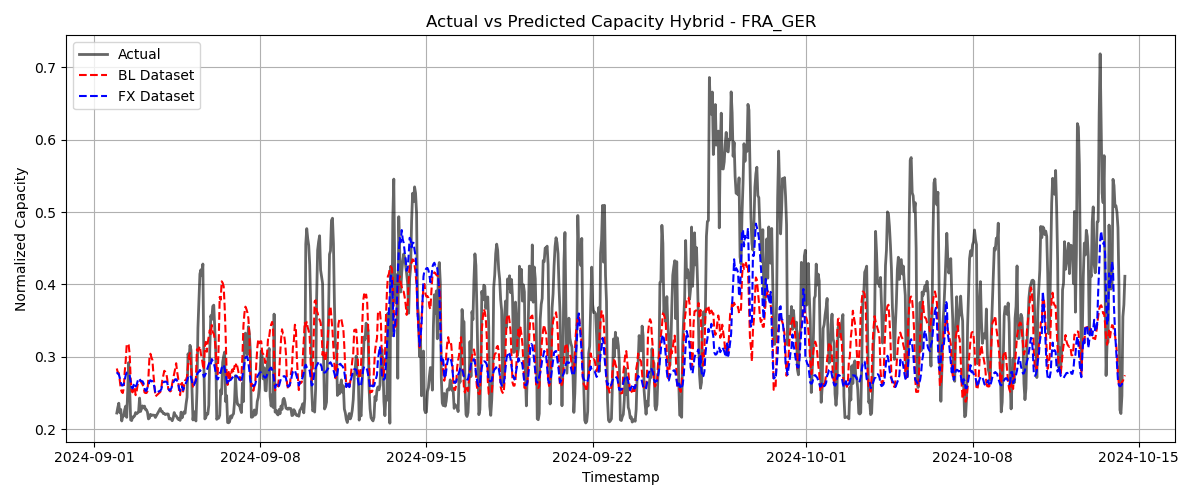 Actual vs Predicted Capacity Hybrid - FRA_GER
Actual
BL Dataset
FX Dataset
Normalized Capacity
0.7
0.6
0.5
0.4
0.3
0.2
2024-09-01
2024-09-08
2024-09-15
2024-09-22
2024-10-01
2024-10-08
2024-10-15
Timestamp